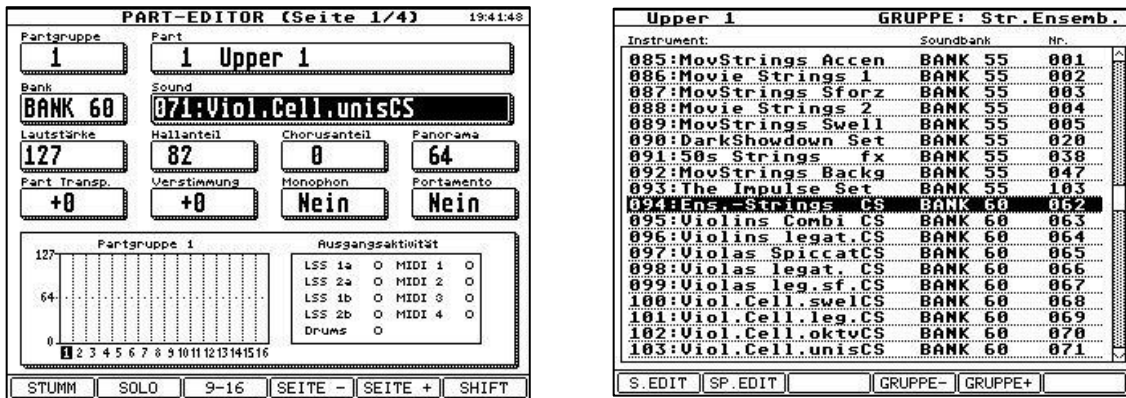 PART-EDITOR (Seite 1/4) 19:41:48
Partgruppe Part
1 1 Upper 1
Bank Sound
BANK 60 071:Viol.Cell.unisCS
Lautstärke Hallanteil Chorusanteil Panorama
127 82 0 64
Part Transp. Verstimmung Monophon Portamento
+0 +0 Nein Nein
Partgruppe 1 Ausgangsaktivität
127
64
0
LSS 1a O MIDI 1 O
LSS 2a O MIDI 2 O
LSS 1b O MIDI 3 O
LSS 2b O MIDI 4 O
Drums O
1 2 3 4 5 6 7 8 9 10 11 12 13 14 15 16
STUMM SOLO 9-16 SEITE - SEITE + SHIFT
Upper 1 GRUPPE: Str.Ensemb.
Instrument: Soundbank Nr.
085:MovStrings Accen BANK 55 001
086:Movie Strings 1 BANK 55 002
087:MovStrings Sforz BANK 55 003
088:Movie Strings 2 BANK 55 004
089:MovStrings Swell BANK 55 005
090:DarkShowdown Set BANK 55 020
091:50s Strings fx BANK 55 038
092:MovStrings Backg BANK 55 047
093:The Impulse Set BANK 55 103
094:Ens.-Strings CS BANK 60 062
095:Violins Combi CS BANK 60 063
096:Violins legat.CS BANK 60 064
097:Violas SpiccatCS BANK 60 065
098:Violas legat. CS BANK 60 066
099:Violas leg.sf.CS BANK 60 067
100:Viol.Cell.swelCS BANK 60 068
101:Viol.Cell.leg.CS BANK 60 069
102:Viol.Cell.oktvCS BANK 60 070
103:Viol.Cell.unisCS BANK 60 071
S.EDIT SP.EDIT GRUPPE- GRUPPE+